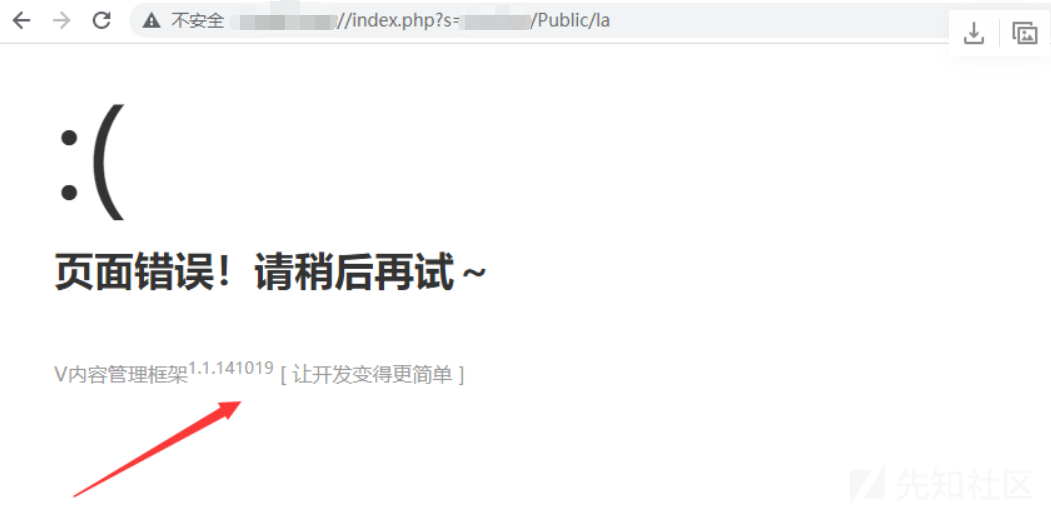 不安全 //index.php?s= /Public/la
:(
页面错误！请稍后再试～
V内容管理框架1.1.141019 [ 让开发变得更简单 ]
先知社区